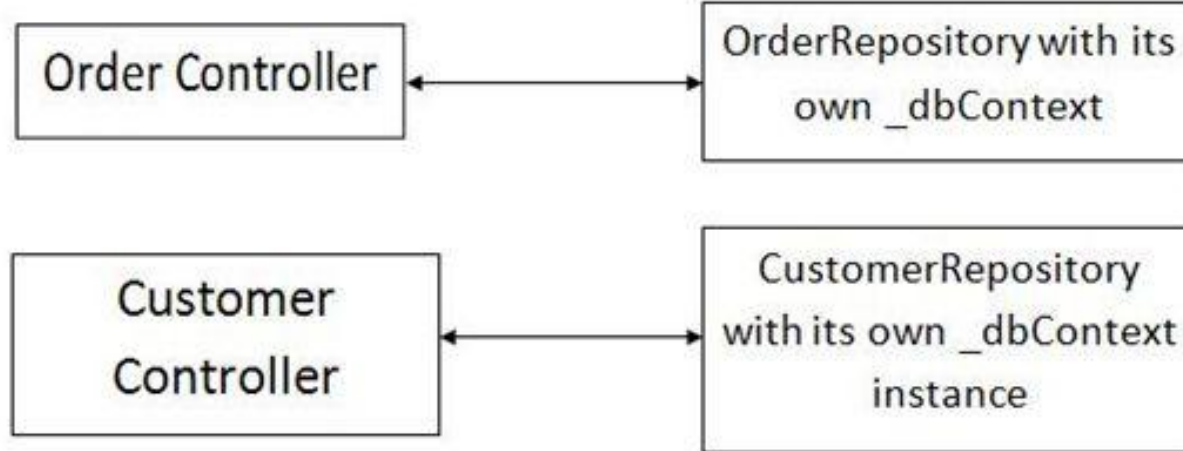 Order Controller
OrderRepository with its
own _dbContext
Customer
Controller
CustomerRepository
with its own _dbContext
instance